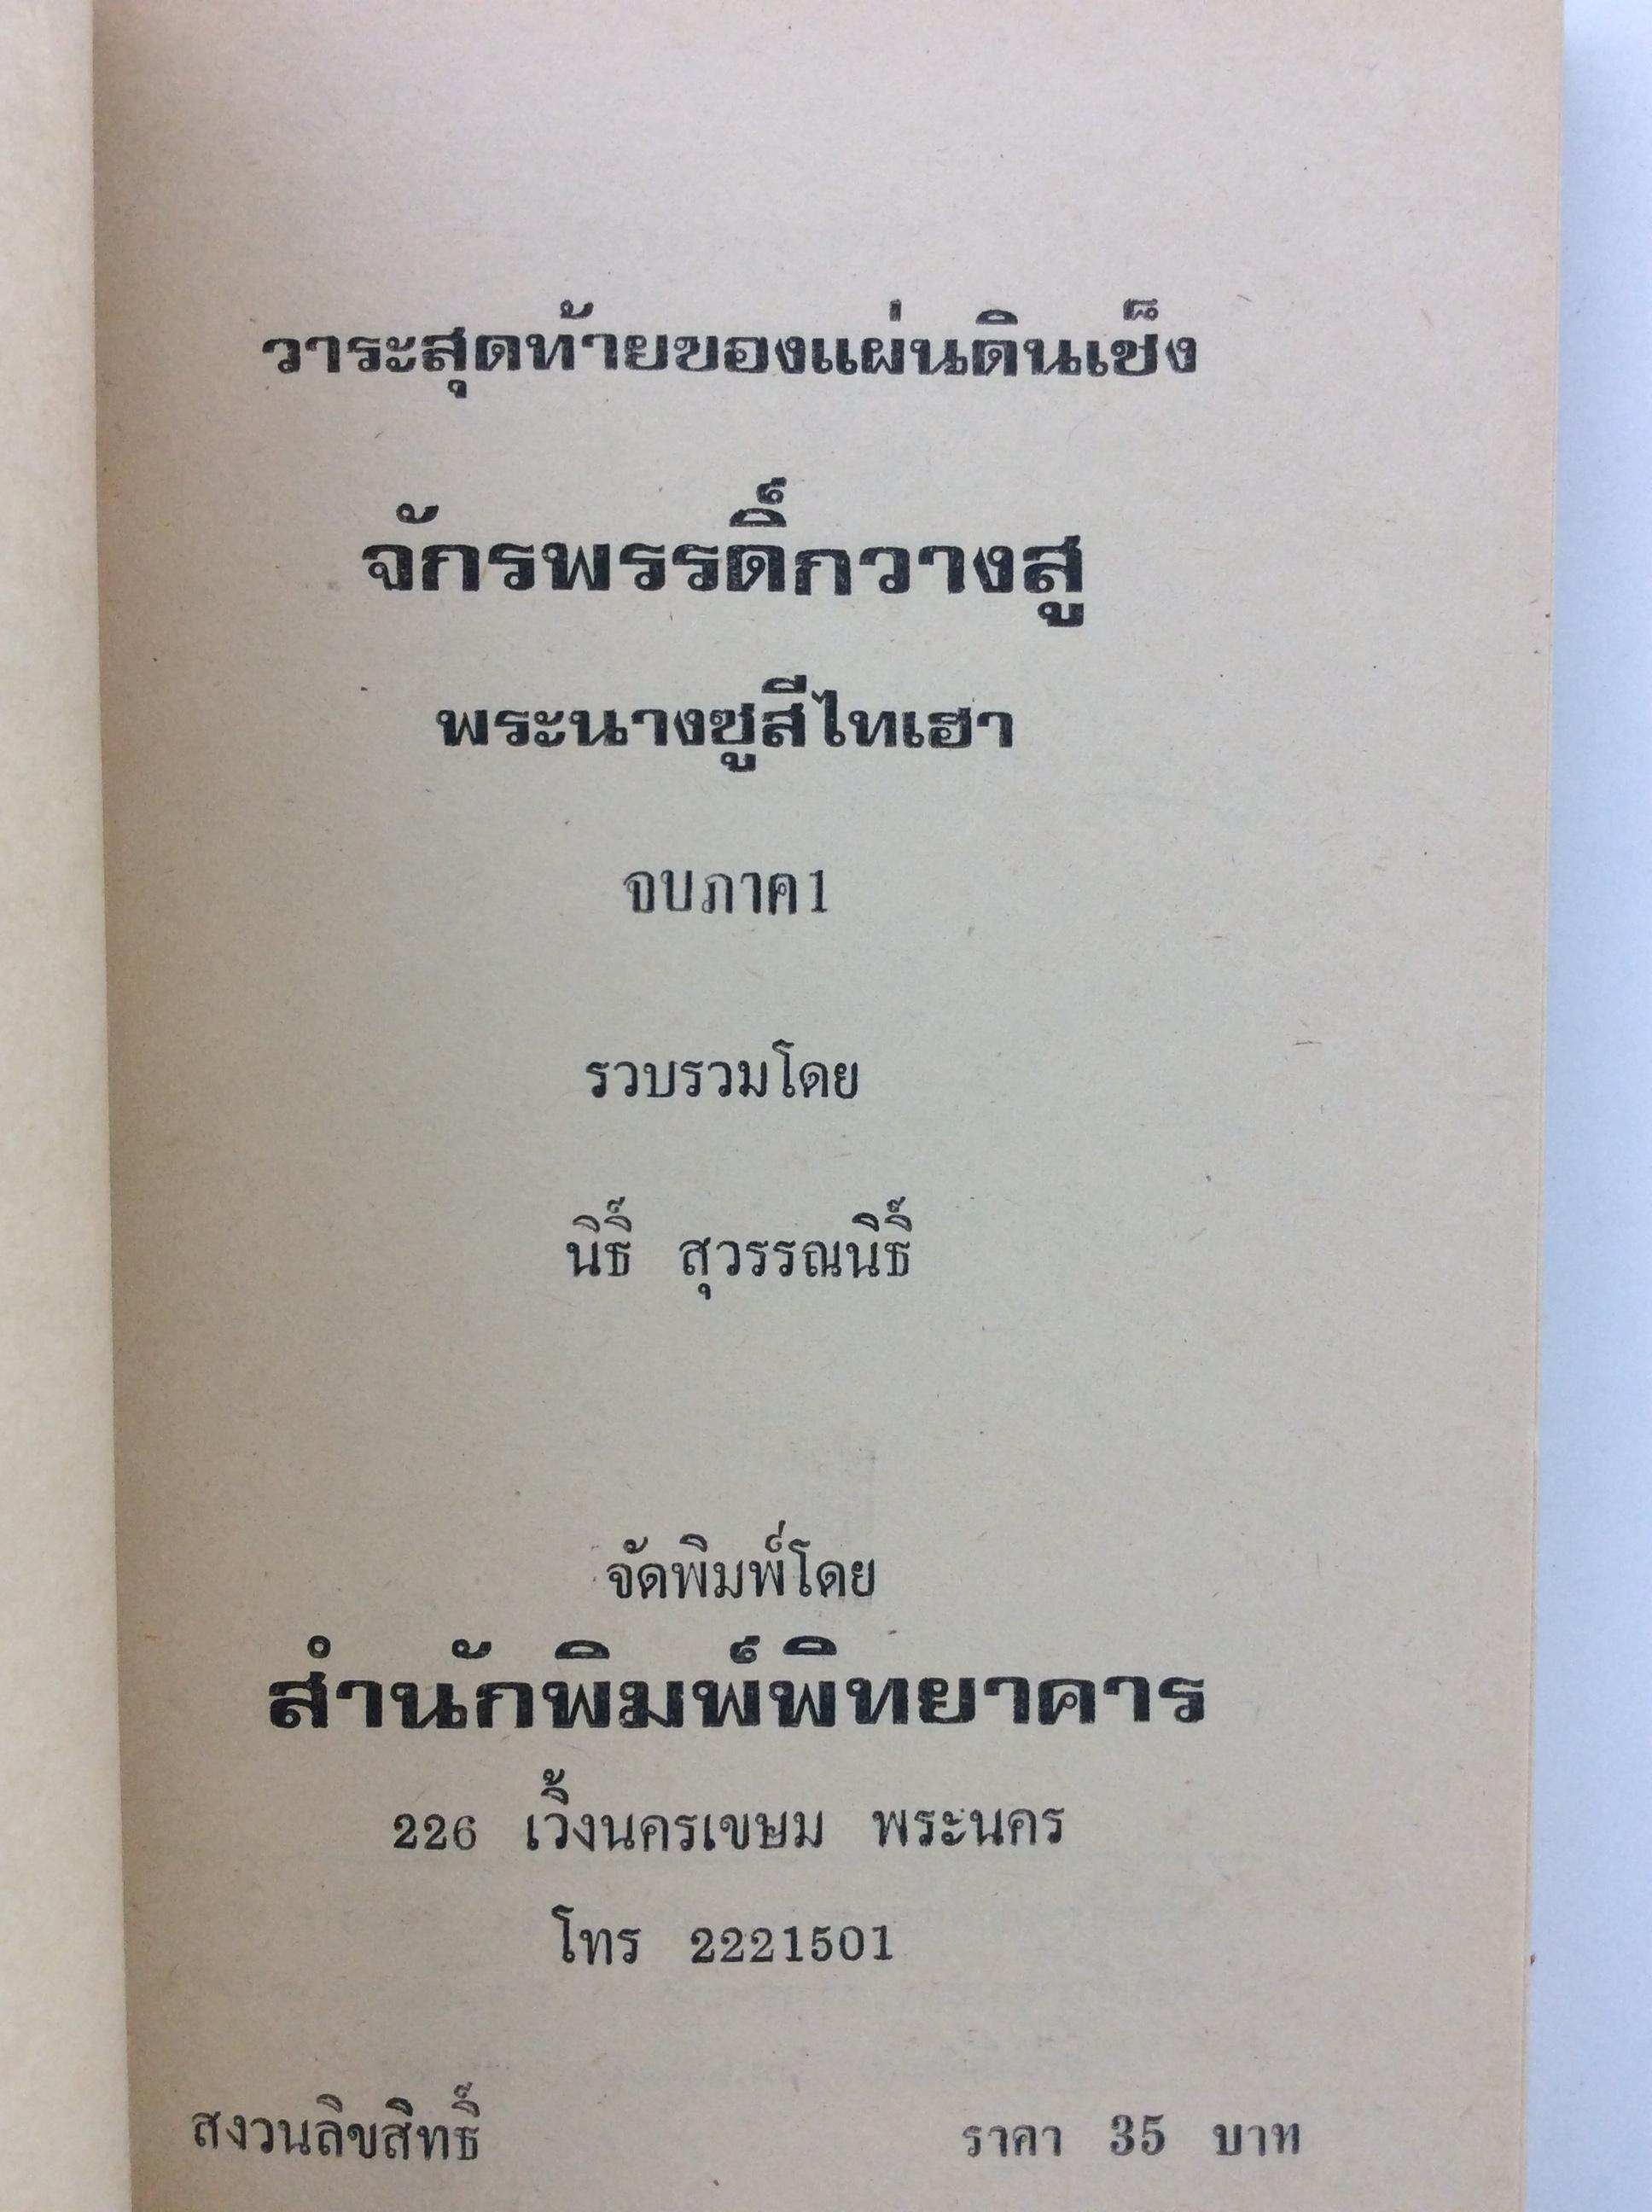 วาระสุดท้ายของแผ่นดินเช็ง
จักรพรรดิ์กวางสู
พระนางซูสีไทเฮา
จบภาค1
รวบรวมโดย
นิธิ์ สุวรรณนิธิ์
จัดพิมพ์โดย
สำนักพิมพ์พิทยาคาร
226 เวิ้งนครเขษม พระนคร
โทร 2221501
สงวนลิขสิทธิ์ ราคา 35 บาท